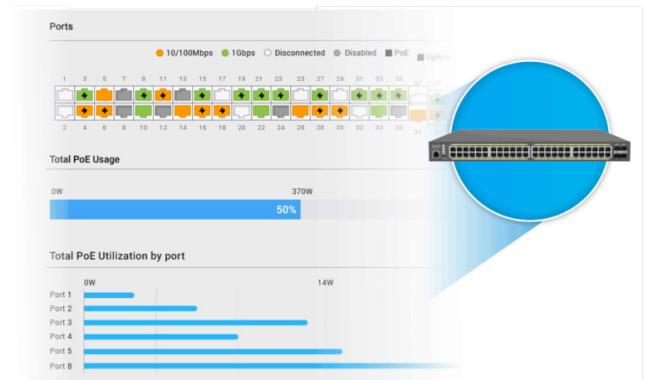 Ports
10/100Mbps 1Gbps Disconnected Disabled PoE Uplink
1 3 5 7 9 11 13 15 17 19 21 23 25 27 29 31 33 35 37
2 4 6 8 10 12 14 16 18 20 22 24 26 28 30 32 34 36
Total PoE Usage
0W 370W
50%
Total PoE Utilization by port
0W 14W
Port 1
Port 2
Port 3
Port 4
Port 5
Port 8